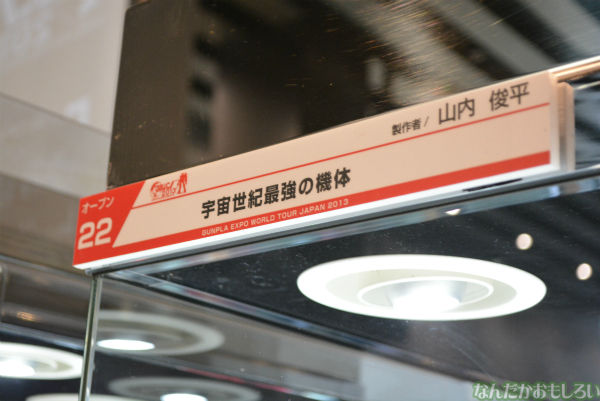 オープン
22
製作者/ 山内 俊平
宇宙世紀最強の機体
GUNPLA EXPO WORLD TOUR JAPAN 2013
なんだかおもしろい